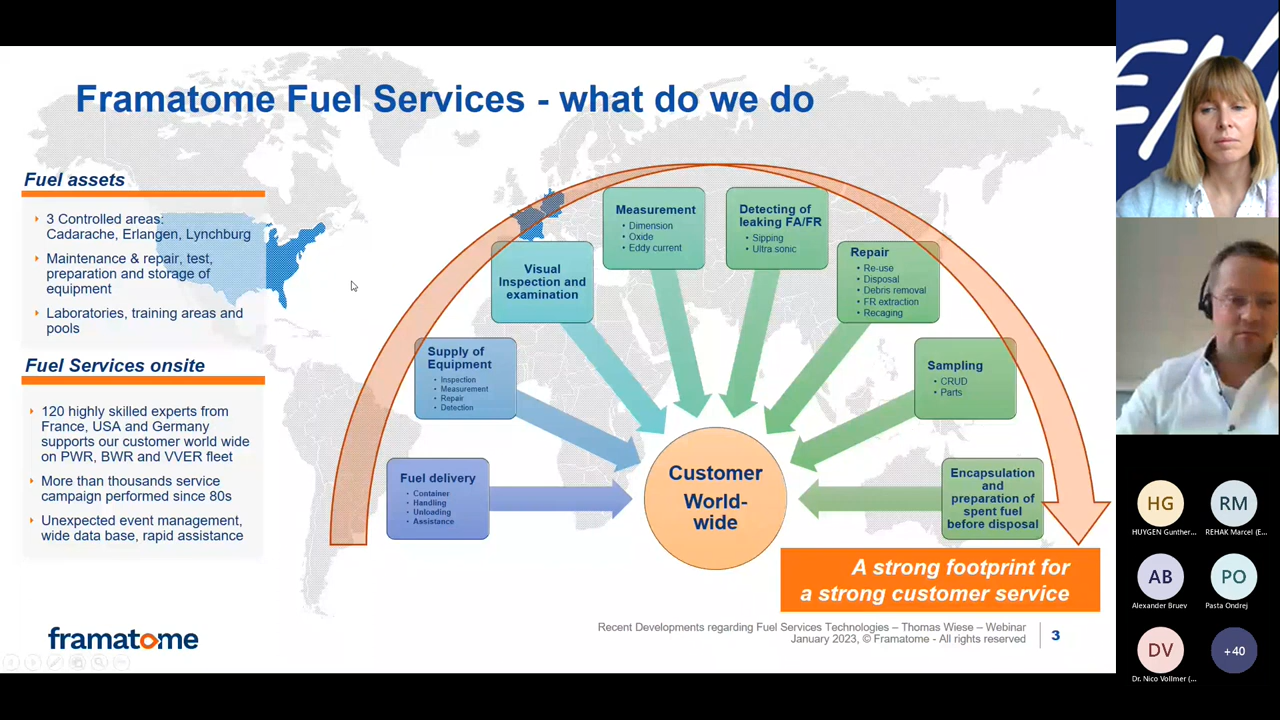 Framatome Fuel Services - what do we do
Fuel assets
3 Controlled areas:
Cadarache, Erlangen, Lynchburg
Maintenance & repair, test,
preparation and storage of
equipment
Laboratories, training areas and
pools
Fuel Services onsite
120 highly skilled experts from
France, USA and Germany
supports our customer world wide
on PWR, BWR and VVER fleet
More than thousands service
campaign performed since 80s
Unexpected event management,
wide data base, rapid assistance
Fuel delivery
Container
Handling
Unloading
Assistance
Supply of
Equipment
Inspection
Measurement
Repair
Detection
Visual
Inspection and
examination
Measurement
Dimension
Oxide
Eddy current
Detecting of
leaking FA/FR
Sipping
Ultra sonic
Repair
Re-use
Disposal
Debris removal
FR extraction
Recaging
Sampling
CRUD
Parts
Encapsulation
and
preparation of
spent fuel
before disposal
Customer
World-
wide
A strong footprint for
a strong customer service
framatome
Recent Developments regarding Fuel Services Technologies – Thomas Wiese – Webinar
January 2023, © Framatome - All rights reserved
3
HG
HUYGEN Gunther...
RM
REHAK Marcel (E...
AB
Alexander Bruev
PO
Pasta Ondrej
DV
Dr. Nico Vollmer (...
+40